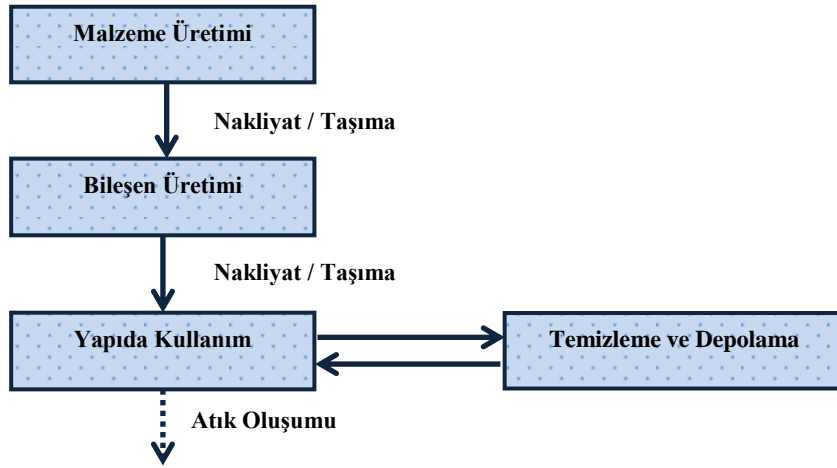 Malzeme Üretimi
Nakliyat / Taşıma
Bileşen Üretimi
Nakliyat / Taşıma
Yapıda Kullanım
Temizleme ve Depolama
Atık Oluşumu